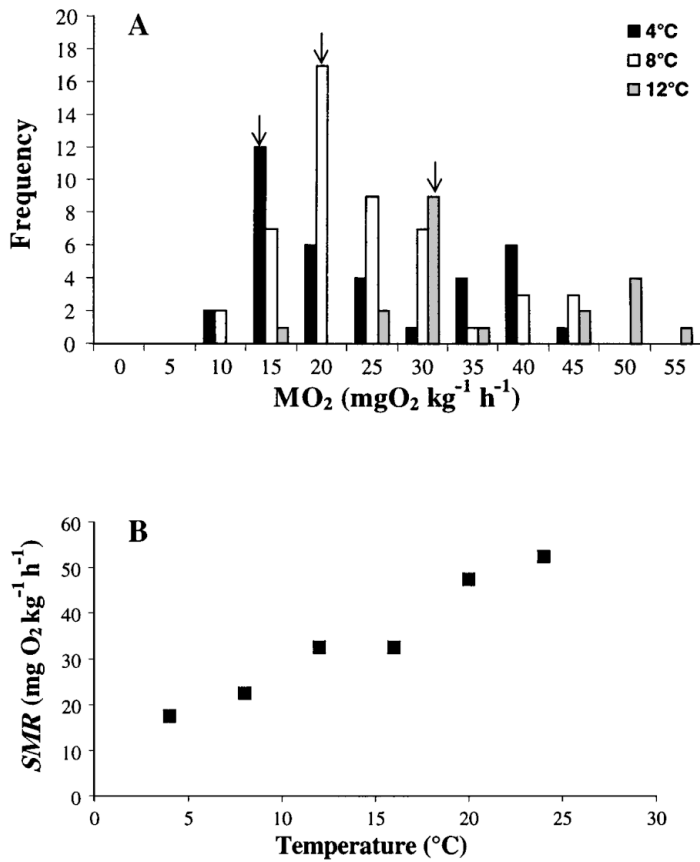 A
4°C
8°C
12°C
20
18
16
14
12
10
8
6
4
2
0
Frequency
0 5 10 15 20 25 30 35 40 45 50 55
MO₂ (mgO₂ kg⁻¹ h⁻¹)
B
60
50
40
30
20
10
0
SMR (mg O₂ kg⁻¹ h⁻¹)
0 5 10 15 20 25 30
Temperature (°C)